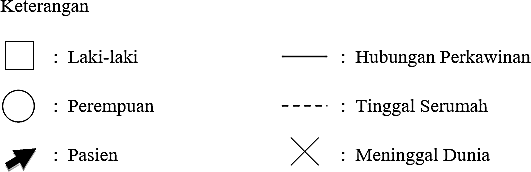 Keterangan
: Laki-laki : Hubungan Perkawinan
: Perempuan : Tinggal Serumah
: Pasien : Meninggal Dunia